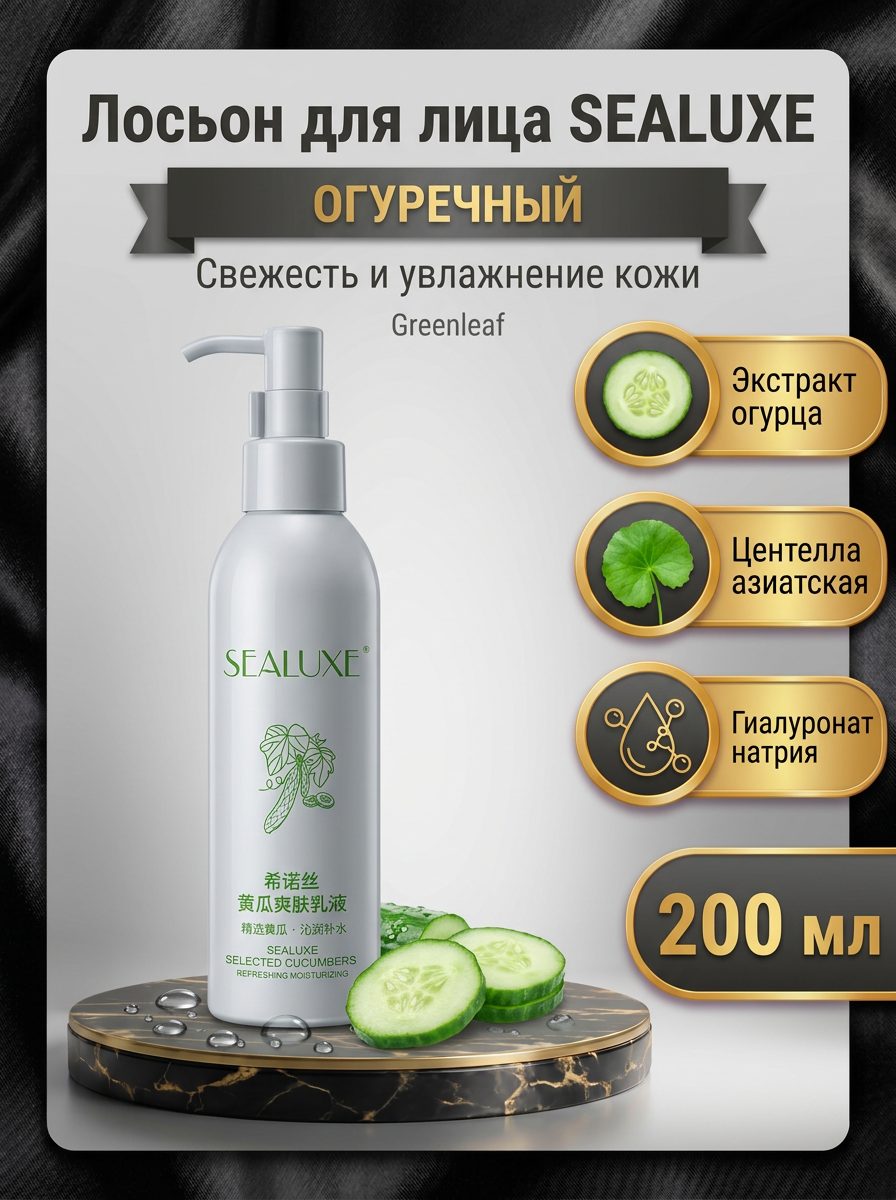 Лосьон для лица SEALUXE
ОГУРЕЧНЫЙ
Свежесть и увлажнение кожи
Greenleaf
Экстракт
огурца
Центелла
азиатская
Гиалуронат
натрия
SEALUXE®
希诺丝
黄瓜爽肤乳液
精选黄瓜·沁润补水
SEALUXE
SELECTED CUCUMBERS
REFRESHING MOISTURIZING
200 мл